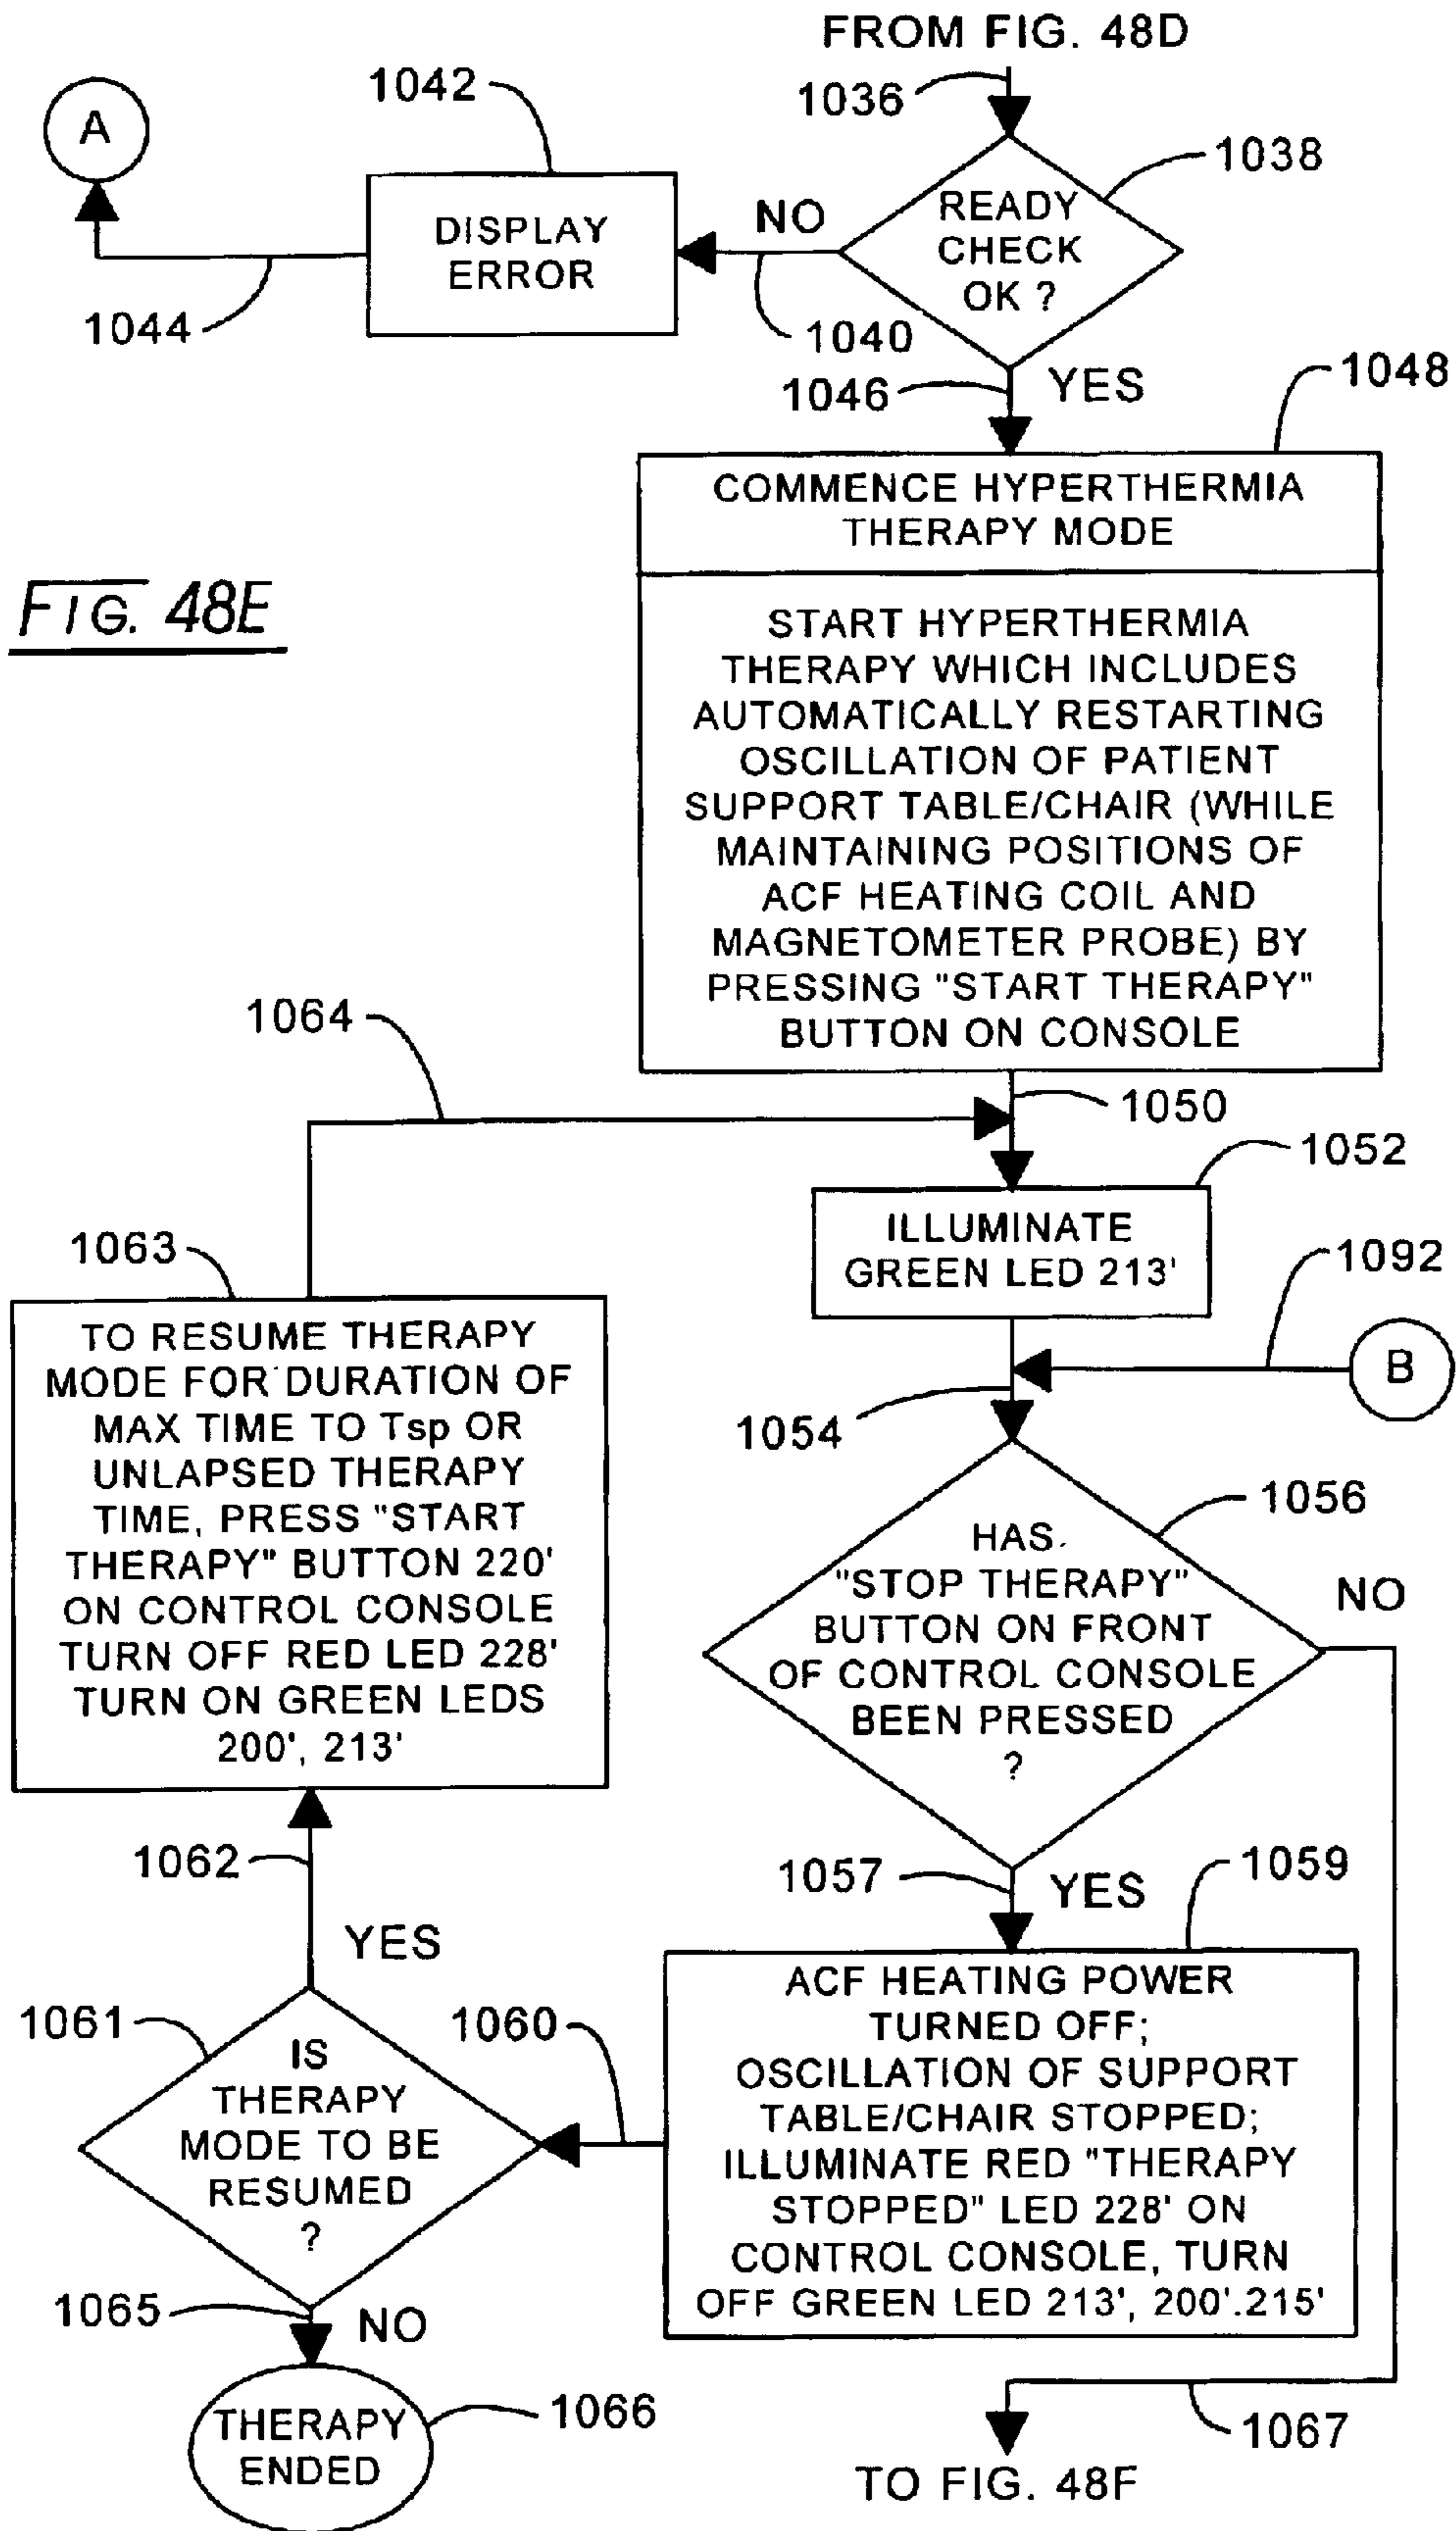 FROM FIG. 48D
1036
A
1042
1038
READY
CHECK
OK ?
NO
DISPLAY
ERROR
1044
1040
1046
YES
1048
COMMENCE HYPERTHERMIA
THERAPY MODE
FIG. 48E
START HYPERTHERMIA
THERAPY WHICH INCLUDES
AUTOMATICALLY RESTARTING
OSCILLATION OF PATIENT
SUPPORT TABLE/CHAIR (WHILE
MAINTAINING POSITIONS OF
ACF HEATING COIL AND
MAGNETOMETER PROBE) BY
PRESSING "START THERAPY"
BUTTON ON CONSOLE
1064
1050
1052
ILLUMINATE
GREEN LED 213'
1092
B
1054
1063
TO RESUME THERAPY
MODE FOR DURATION OF
MAX TIME TO Tsp OR
UNLAPSED THERAPY
TIME, PRESS "START
THERAPY" BUTTON 220'
ON CONTROL CONSOLE
TURN OFF RED LED 228'
TURN ON GREEN LEDS
200', 213'
1056
HAS.
"STOP THERAPY"
BUTTON ON FRONT
OF CONTROL CONSOLE
BEEN PRESSED
?
NO
1062
YES
1057
YES
1059
ACF HEATING POWER
TURNED OFF;
OSCILLATION OF SUPPORT
TABLE/CHAIR STOPPED;
ILLUMINATE RED "THERAPY
STOPPED" LED 228' ON
CONTROL CONSOLE, TURN
OFF GREEN LED 213', 200'.215'
1060
1061
IS
THERAPY
MODE TO BE
RESUMED
?
1065
NO
THERAPY
ENDED
1066
1067
TO FIG. 48F